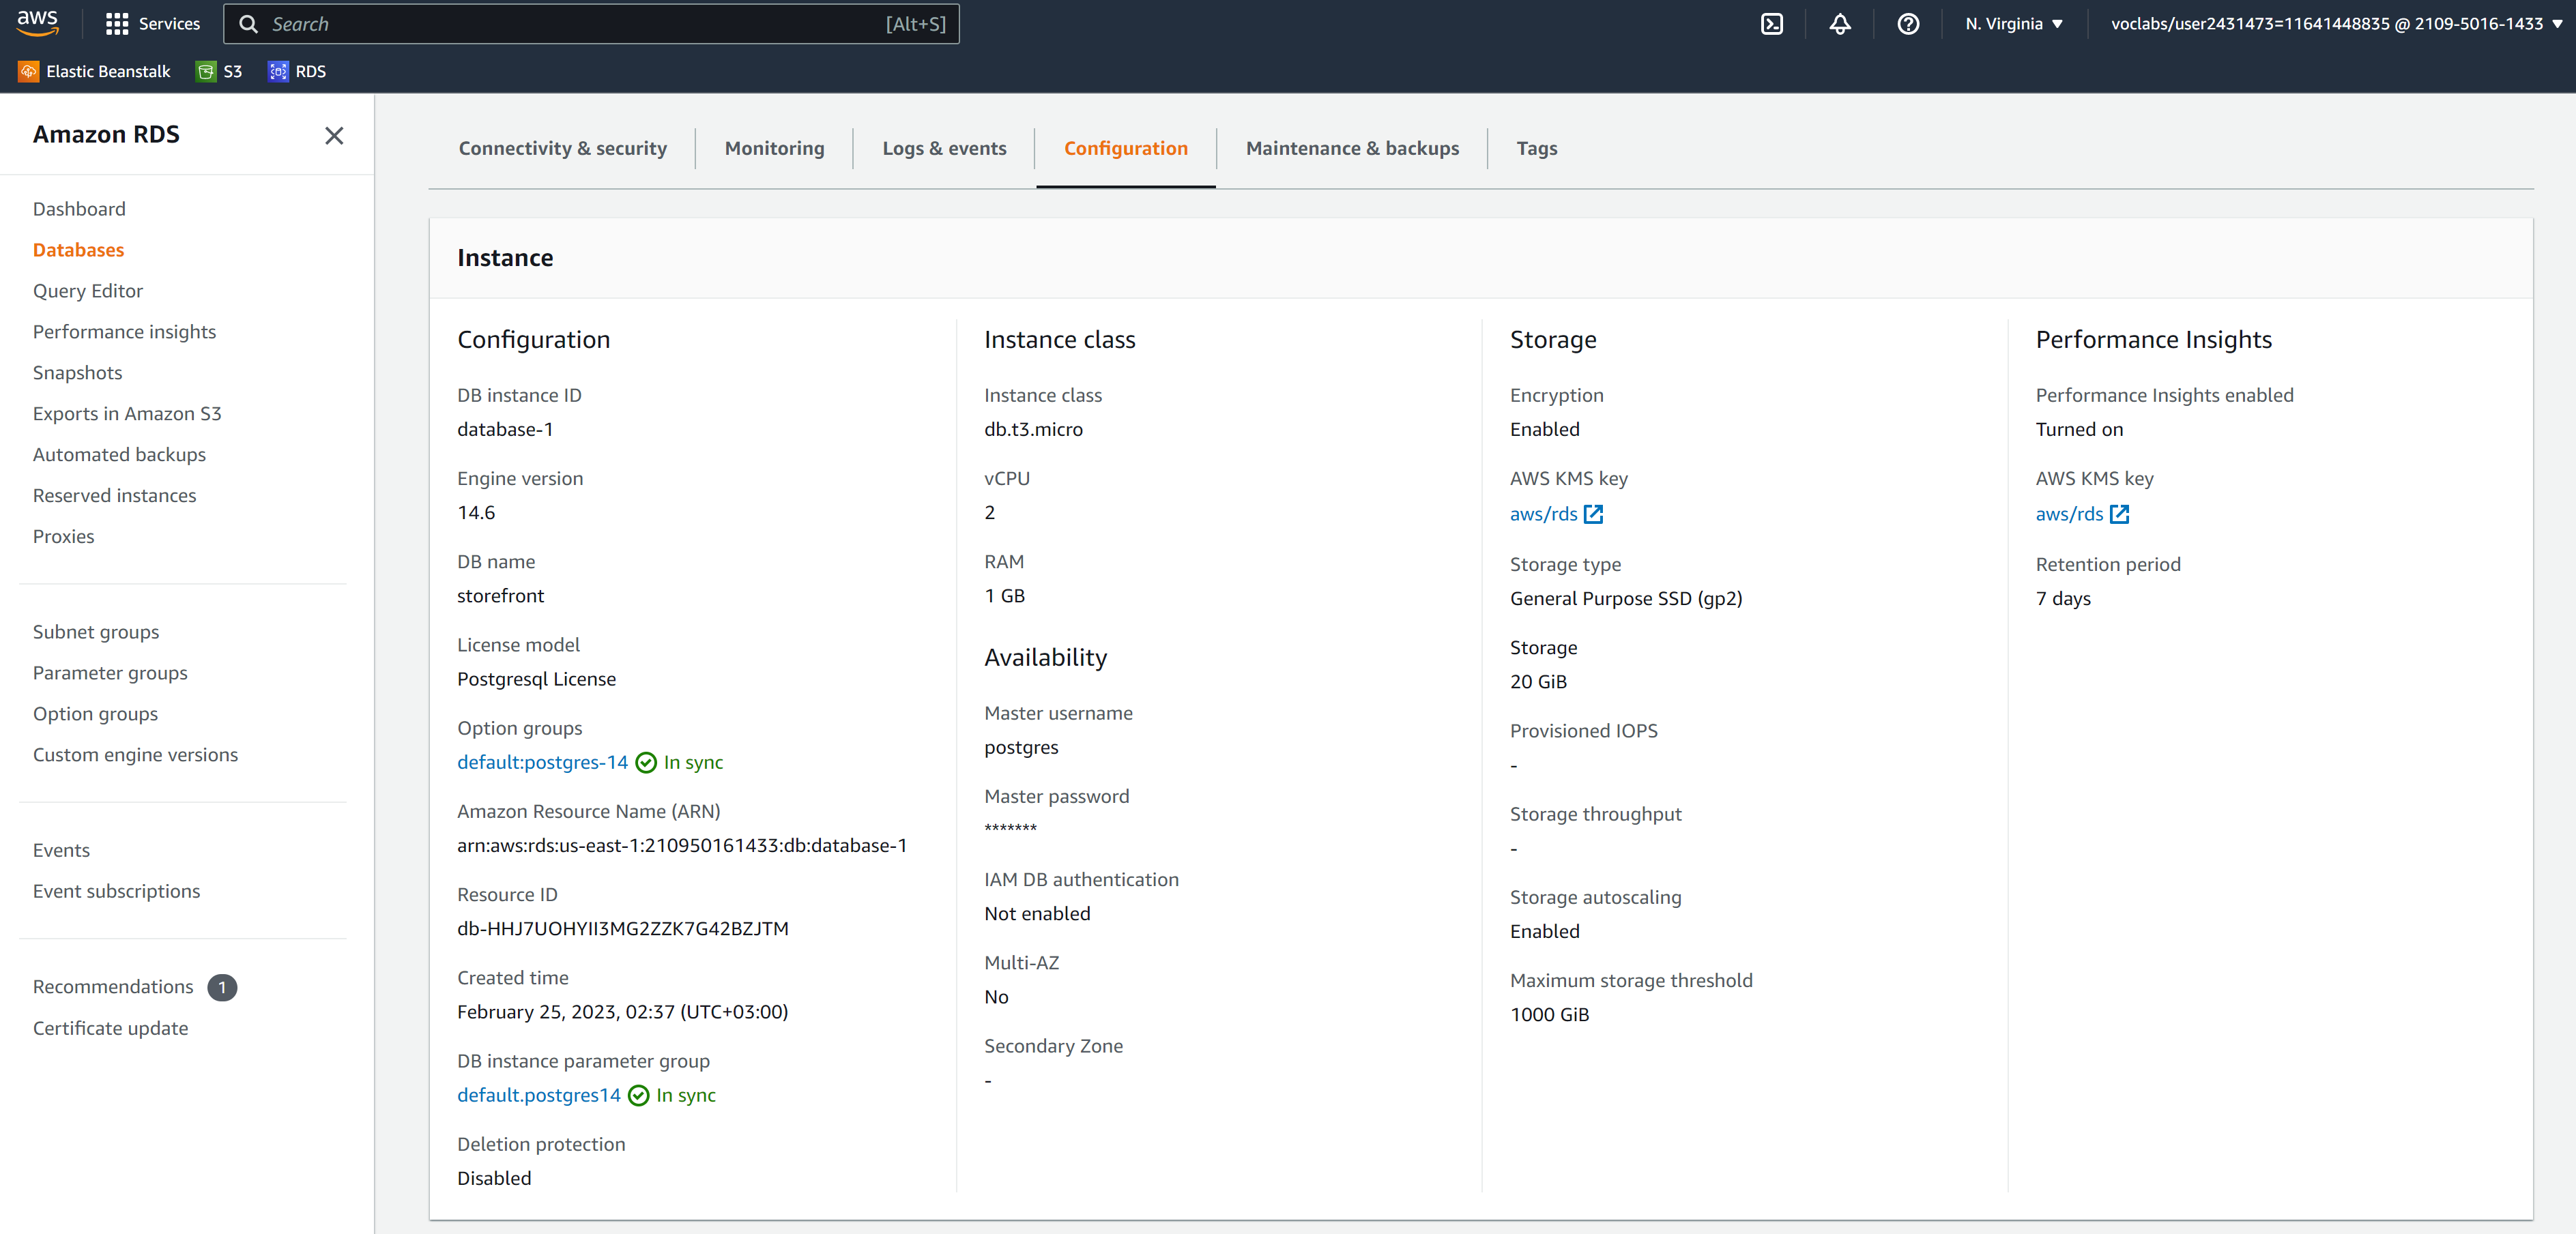 aws
Services
Search
[Alt+S]
N. Virginia
voclabs/user2431473=11641448835 @ 2109-5016-1433
Elastic Beanstalk
S3
RDS
Amazon RDS
Dashboard
Databases
Query Editor
Performance insights
Snapshots
Exports in Amazon S3
Automated backups
Reserved instances
Proxies
Subnet groups
Parameter groups
Option groups
Custom engine versions
Events
Event subscriptions
Recommendations 1
Certificate update
Connectivity & security
Monitoring
Logs & events
Configuration
Maintenance & backups
Tags
Instance
Configuration
DB instance ID
database-1
Engine version
14.6
DB name
storefront
License model
Postgresql License
Option groups
default:postgres-14 In sync
Amazon Resource Name (ARN)
arn:aws:rds:us-east-1:210950161433:db:database-1
Resource ID
db-HHJ7UOHYII3MG2ZZK7G42BZJTM
Created time
February 25, 2023, 02:37 (UTC+03:00)
DB instance parameter group
default.postgres14 In sync
Deletion protection
Disabled
Instance class
Instance class
db.t3.micro
vCPU
2
RAM
1 GB
Availability
Master username
postgres
Master password
*******
IAM DB authentication
Not enabled
Multi-AZ
No
Secondary Zone
-
Storage
Encryption
Enabled
AWS KMS key
aws/rds
Storage type
General Purpose SSD (gp2)
Storage
20 GiB
Provisioned IOPS
-
Storage throughput
-
Storage autoscaling
Enabled
Maximum storage threshold
1000 GiB
Performance Insights
Performance Insights enabled
Turned on
AWS KMS key
aws/rds
Retention period
7 days